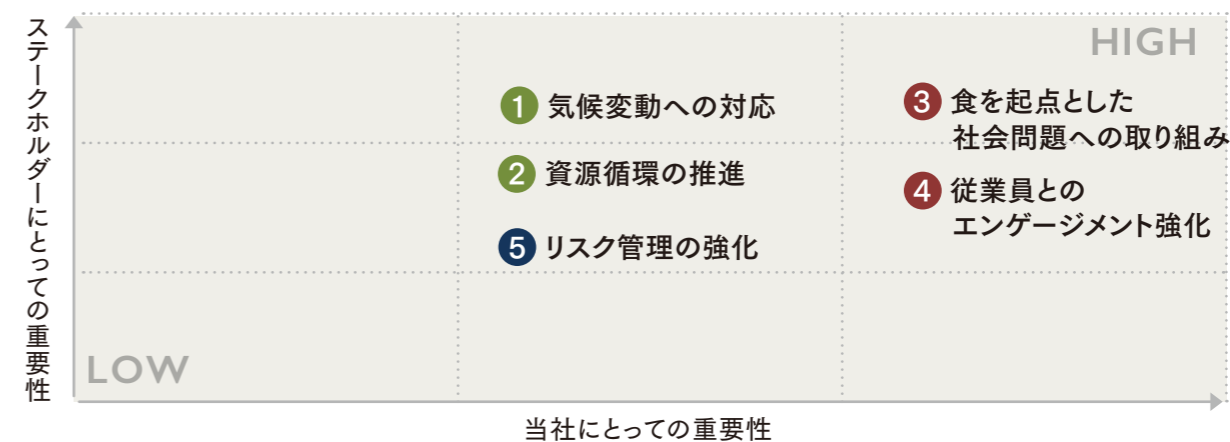 ステークホルダーにとっての重要性
HIGH
1 気候変動への対応
3 食を起点とした
社会問題への取り組み
2 資源循環の推進
4 従業員との
エンゲージメント強化
5 リスク管理の強化
LOW
当社にとっての重要性